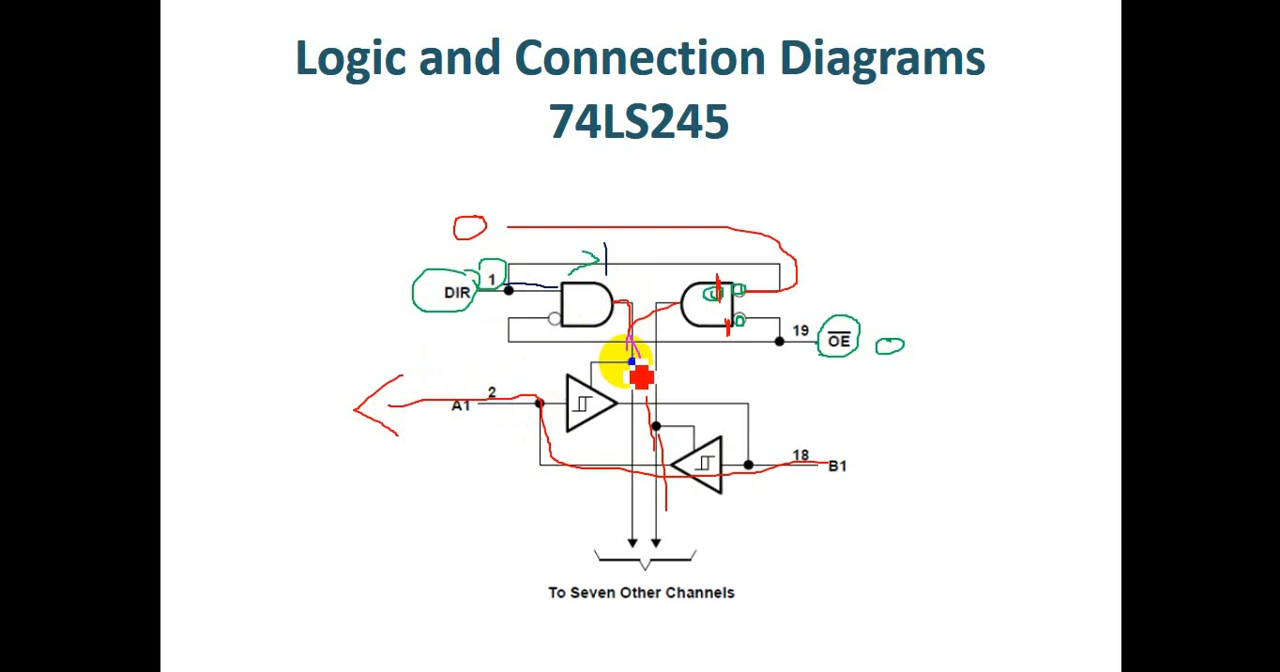 Logic and Connection Diagrams
74LS245
DIR 1
19 OE
A1 2
18 B1
To Seven Other Channels